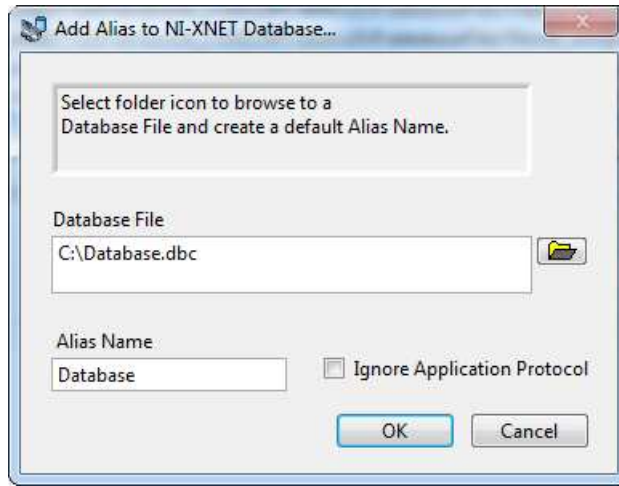 Add Alias to NI-XNET Database...
Select folder icon to browse to a
Database File and create a default Alias Name.
Database File
C:\Database.dbc
Alias Name
Database
Ignore Application Protocol
OK
Cancel